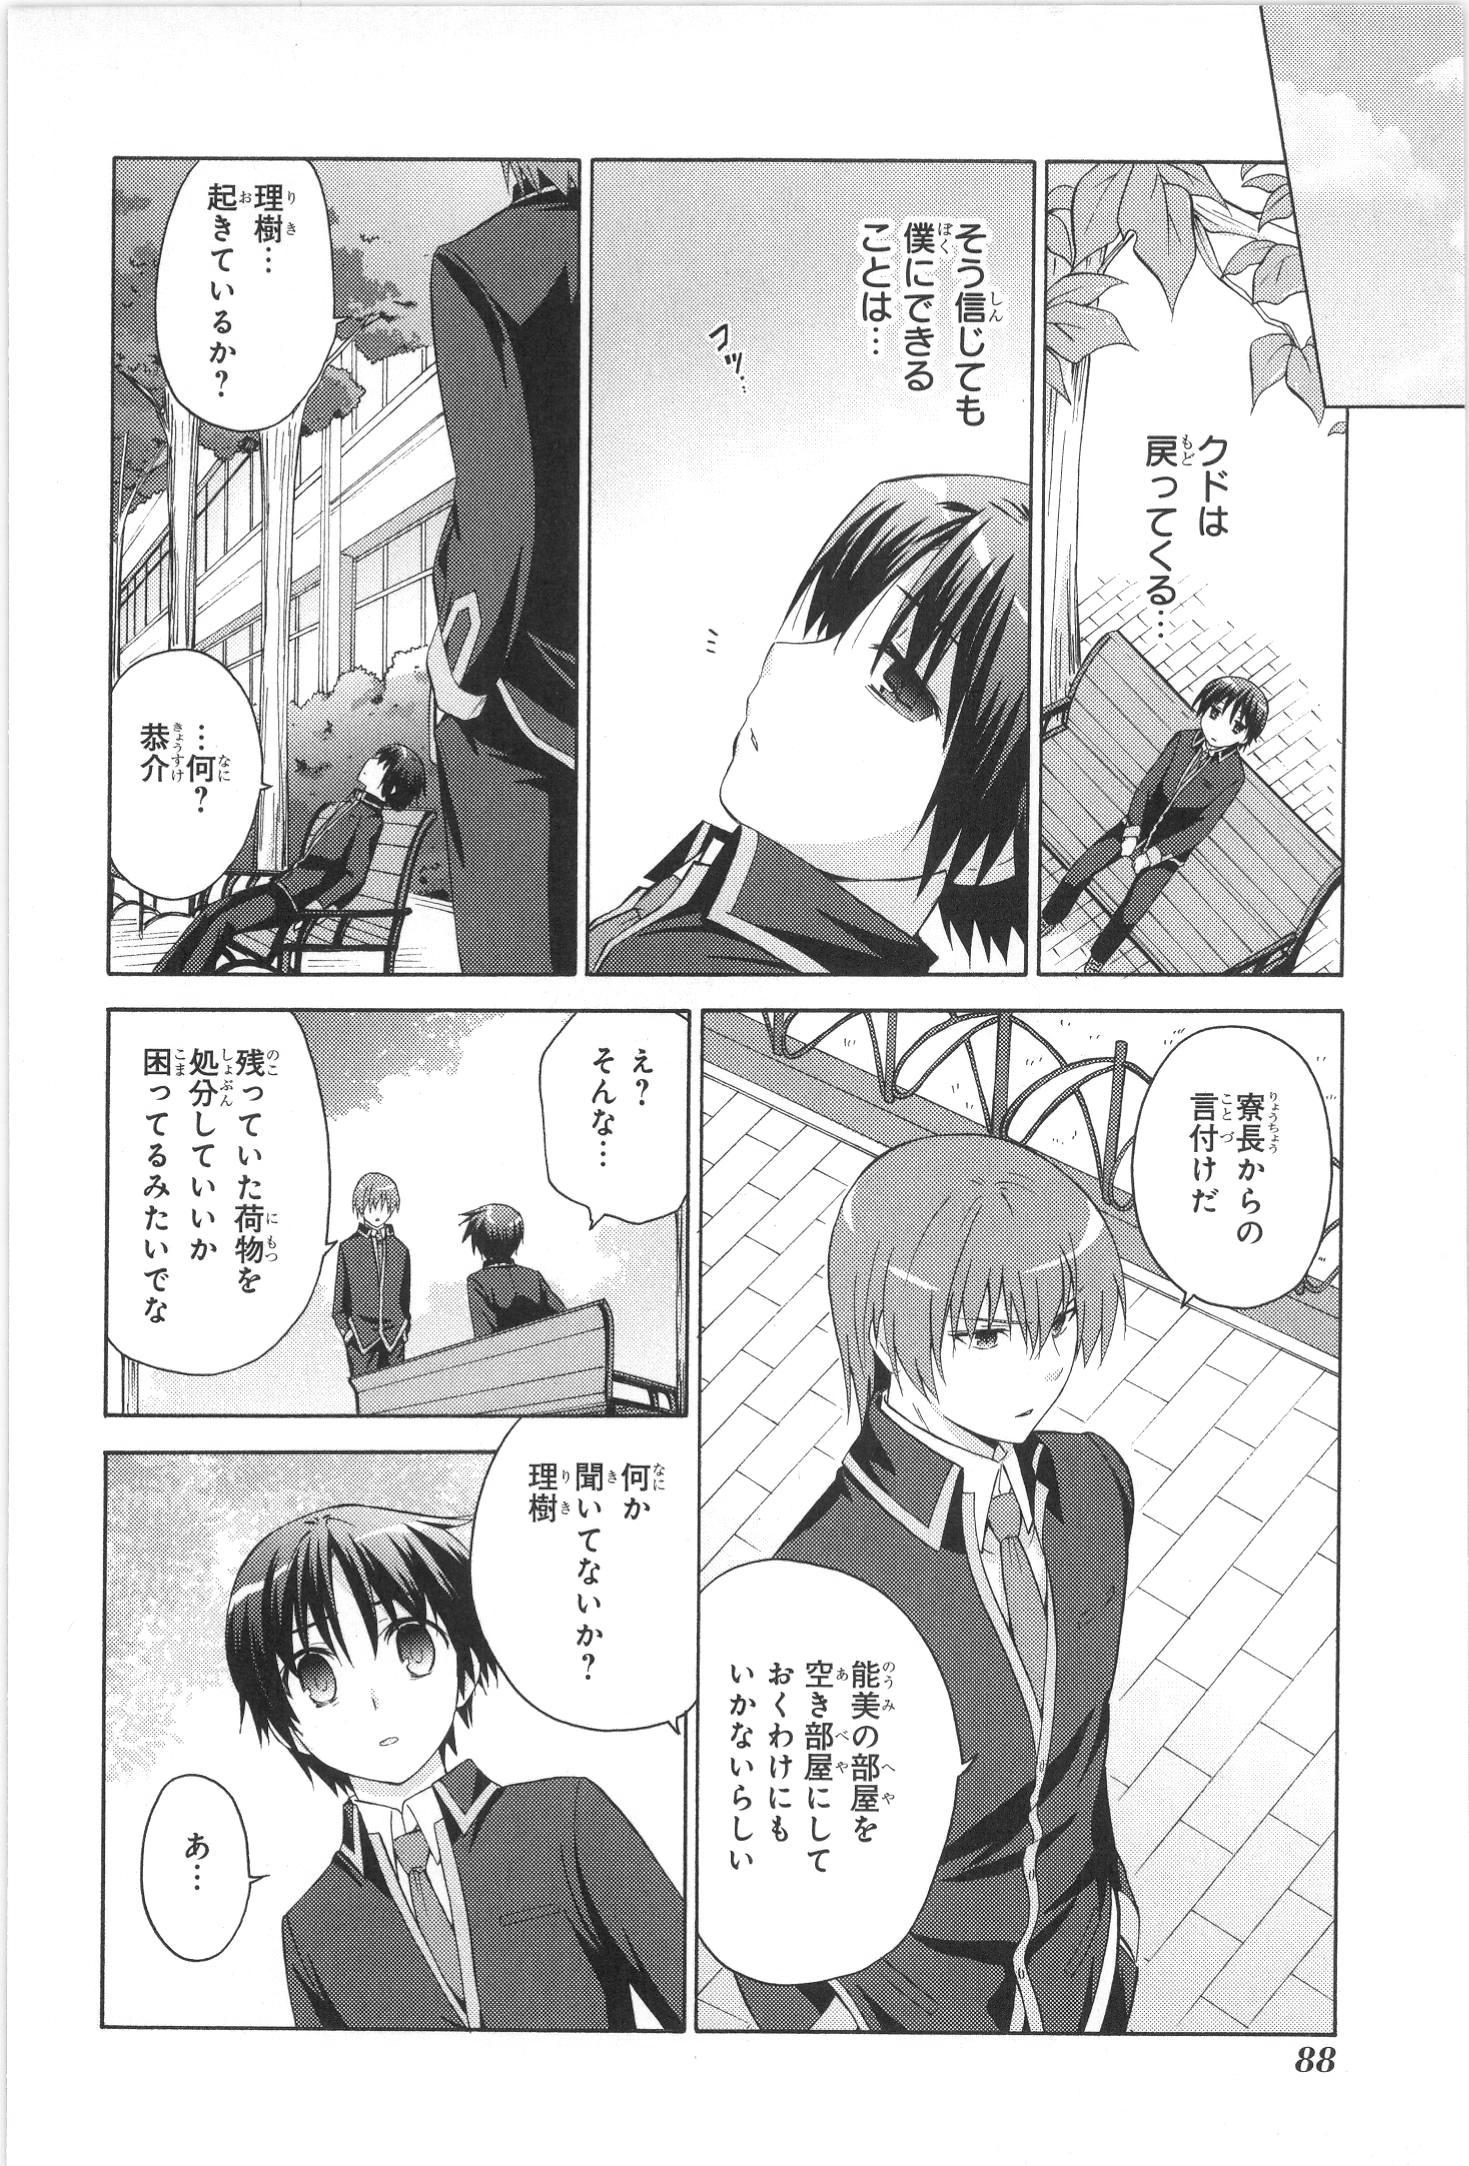 クドは
戻ってくる…
そう信じても
僕にできる
ことは…
コツ…
理樹…
起きているか?
…何?
恭介
寮長からの
言付けだ
能美の部屋を
空き部屋にして
おくわけにも
いかないらしい
え?
そんな…
残っていた荷物を
処分していいか
困ってるみたいでな
何か
聞いてないか?
理樹
あ…
88